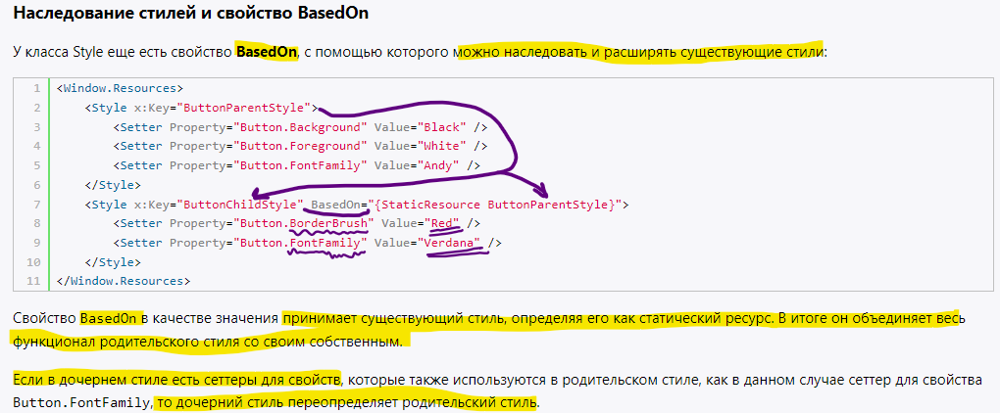 Наследование стилей и свойство BasedOn
У класса Style еще есть свойство BasedOn, с помощью которого можно наследовать и расширять существующие стили:
1 <Window.Resources>
2 <Style x:Key="ButtonParentStyle">
3 <Setter Property="Button.Background" Value="Black" />
4 <Setter Property="Button.Foreground" Value="White" />
5 <Setter Property="Button.FontFamily" Value="Andy" />
6 </Style>
7 <Style x:Key="ButtonChildStyle" BasedOn="{StaticResource ButtonParentStyle}">
8 <Setter Property="Button.BorderBrush" Value="Red" />
9 <Setter Property="Button.FontFamily" Value="Verdana" />
10 </Style>
11 </Window.Resources>
Свойство BasedOn в качестве значения принимает существующий стиль, определяя его как статический ресурс. В итоге он объединяет весь
функционал родительского стиля со своим собственным.
Если в дочернем стиле есть сеттеры для свойств, которые также используются в родительском стиле, как в данном случае сеттер для свойства
Button.FontFamily, то дочерний стиль переопределяет родительский стиль.